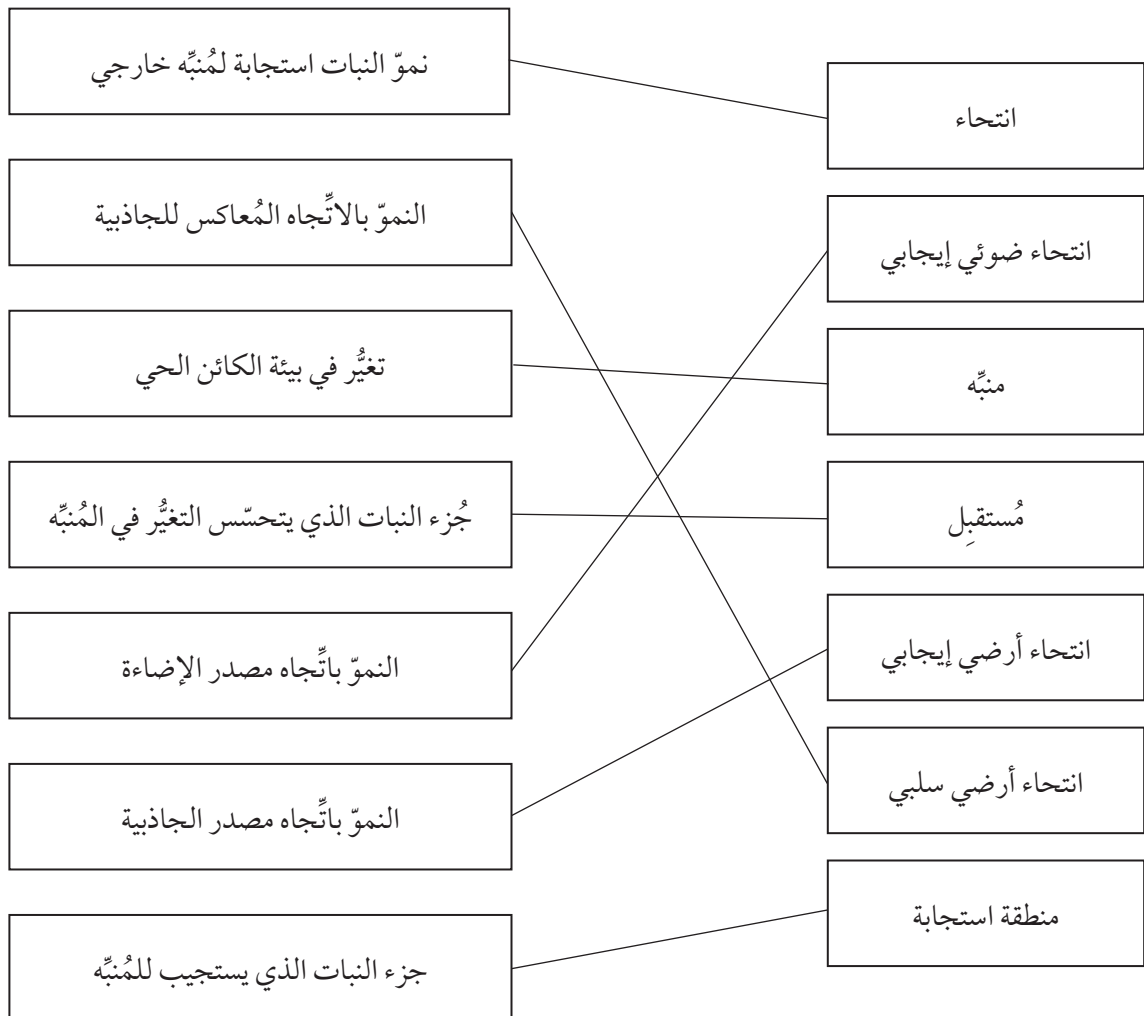 انتحاء
انتحاء ضوئي إيجابي
منبِّه
مُستقبِل
انتحاء أرضي إيجابي
انتحاء أرضي سلبي
منطقة استجابة
نموّ النبات استجابة لمُنبِّه خارجي
النموّ بالاتِّجاه المُعاكس للجاذبية
تغيُّر في بيئة الكائن الحي
جُزء النبات الذي يتحسّس التغيُّر في المُنبِّه
النموّ باتِّجاه مصدر الإضاءة
النموّ باتِّجاه مصدر الجاذبية
جزء النبات الذي يستجيب للمُنبِّه